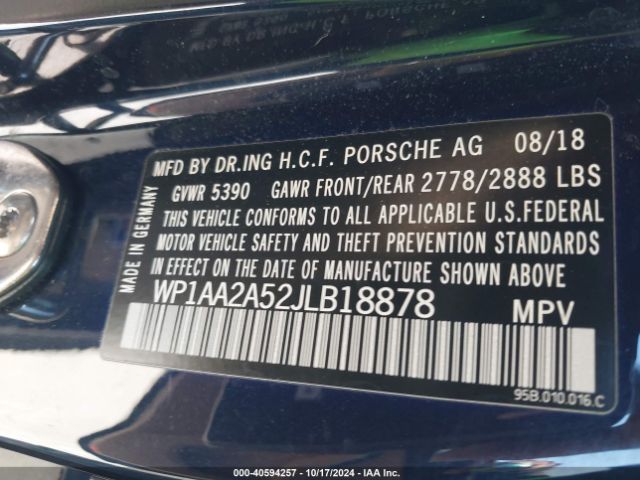 MFD BY DR.ING H.C.F. PORSCHE AG 08/18
GVWR 5390 GAWR FRONT/REAR 2778/2888 LBS
THIS VEHICLE CONFORMS TO ALL APPLICABLE U.S.FEDERAL
MOTOR VEHICLE SAFETY AND THEFT PREVENTION STANDARDS
IN EFFECT ON DATE OF MANUFACTURE SHOWN ABOVE
WP1AA2A52JLB18878 MPV
MADE IN GERMANY
95B.010.016.C
00-40594257 - 10/17/2024 - IAA Inc.